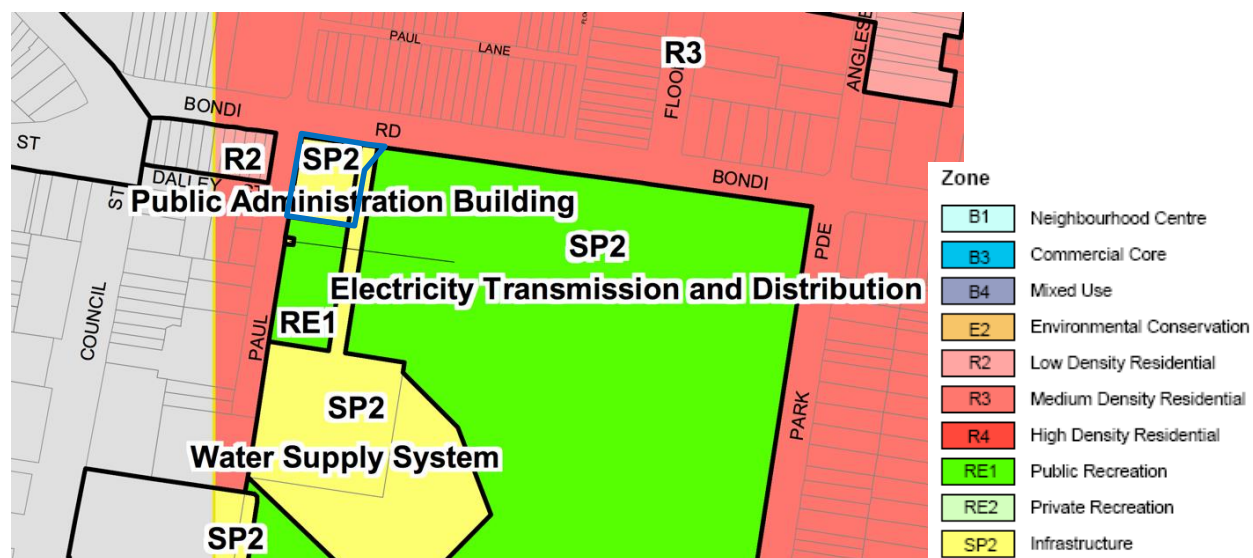 PAUL
LANE
R3
FLOOD
ANGLESE
BONDI
RD
ST
R2
SP2
DALLEY
ST
BONDI
Public Administration Building
SP2
PDE
Electricity Transmission and Distribution
RE1
COUNCIL
PAUL
SP2
PARK
Water Supply System
SP2
Zone
B1 Neighbourhood Centre
B3 Commercial Core
B4 Mixed Use
E2 Environmental Conservation
R2 Low Density Residential
R3 Medium Density Residential
R4 High Density Residential
RE1 Public Recreation
RE2 Private Recreation
SP2 Infrastructure